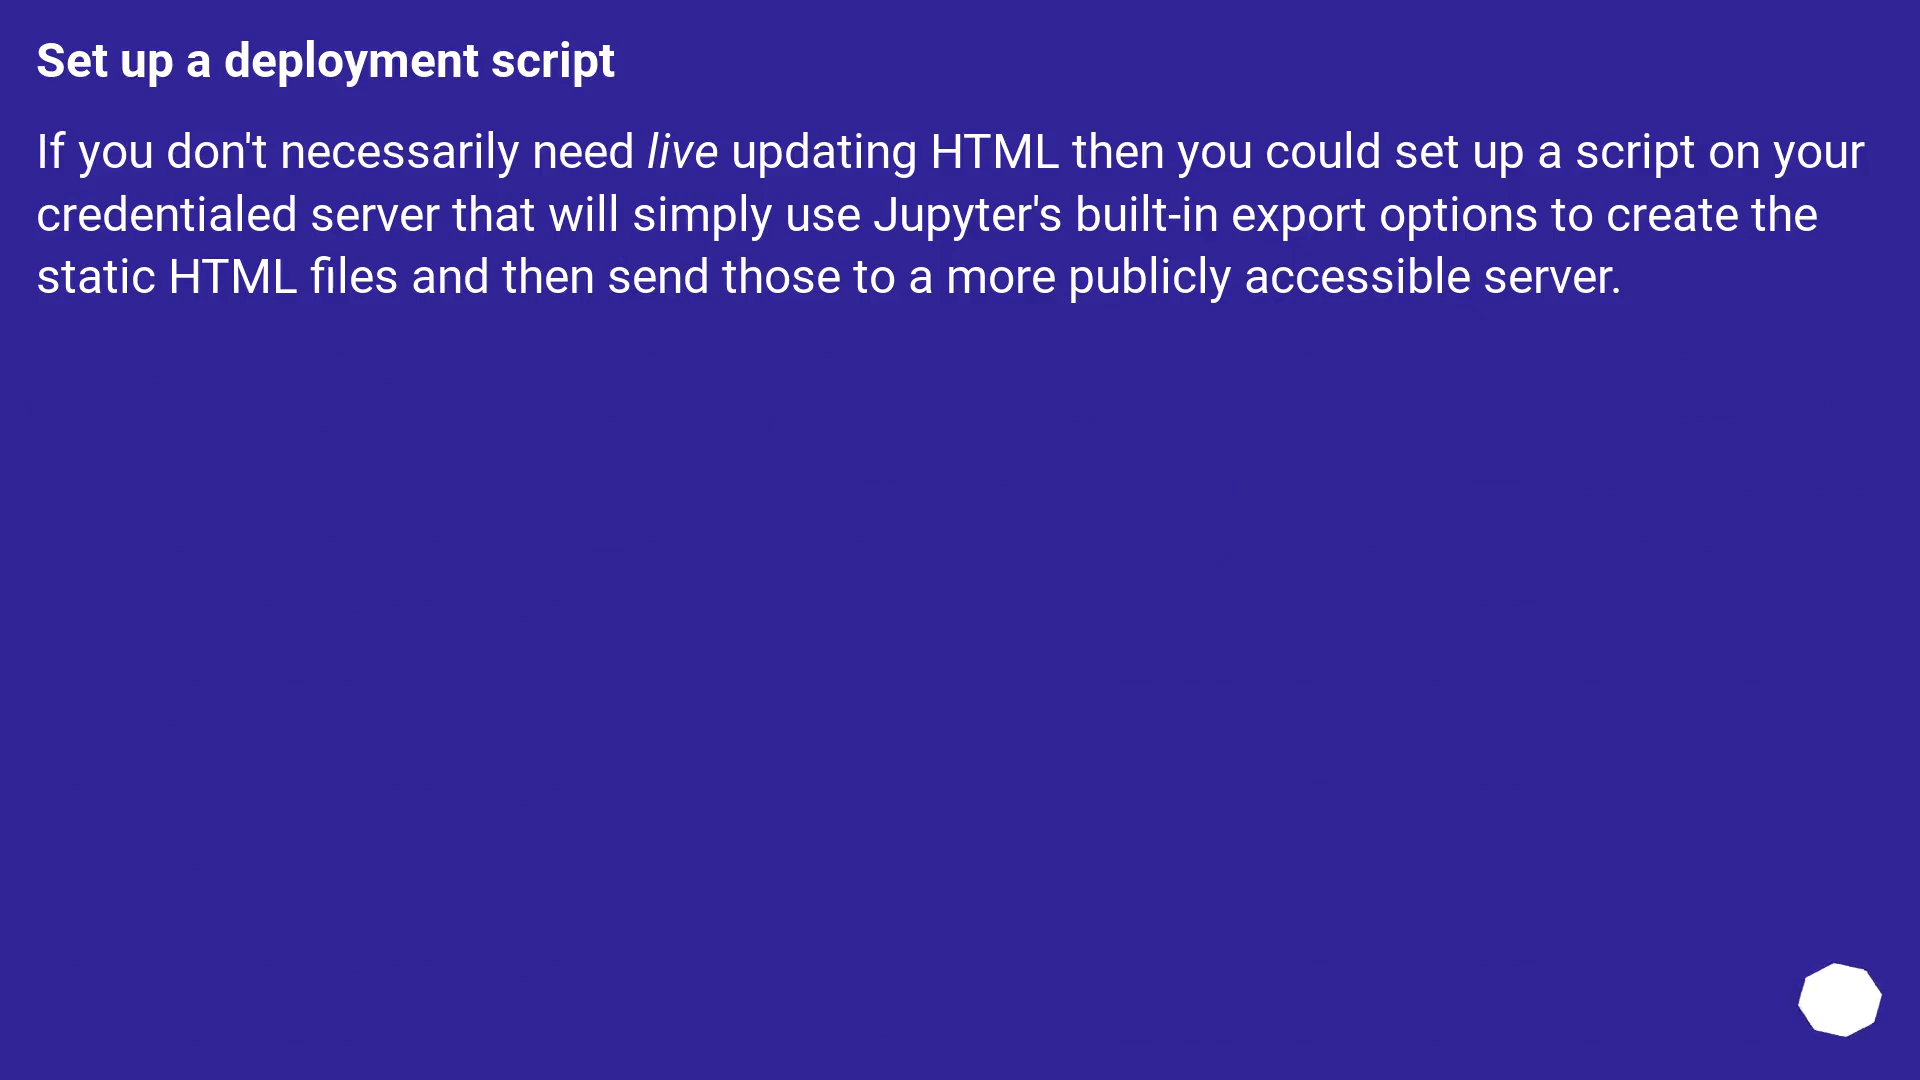 Set up a deployment script
If you don't necessarily need live updating HTML then you could set up a script on your
credentialed server that will simply use Jupyter's built-in export options to create the
static HTML files and then send those to a more publicly accessible server.